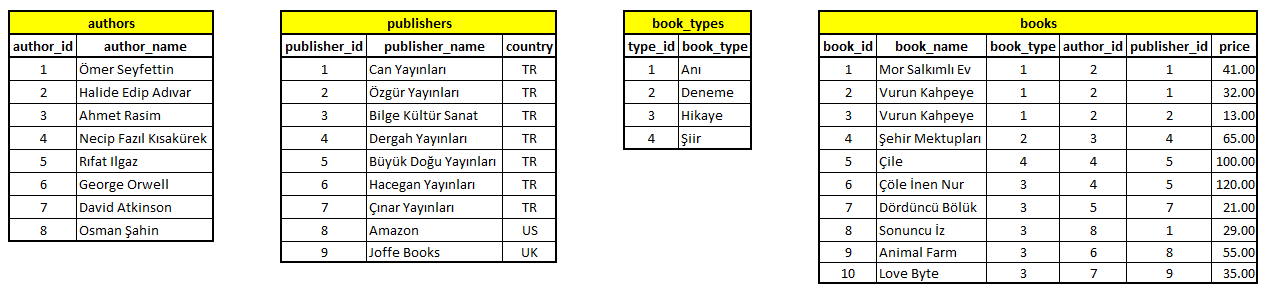 authors
author_id author_name
1 Ömer Seyfettin
2 Halide Edip Adıvar
3 Ahmet Rasim
4 Necip Fazıl Kısakürek
5 Rıfat Ilgaz
6 George Orwell
7 David Atkinson
8 Osman Şahin
publishers
publisher_id publisher_name country
1 Can Yayınları TR
2 Özgür Yayınları TR
3 Bilge Kültür Sanat TR
4 Dergah Yayınları TR
5 Büyük Doğu Yayınları TR
6 Hacegan Yayınları TR
7 Çınar Yayınları TR
8 Amazon US
9 Joffe Books UK
book_types
type_id book_type
1 Anı
2 Deneme
3 Hikaye
4 Şiir
books
book_id book_name book_type author_id publisher_id price
1 Mor Salkımlı Ev 1 2 1 41.00
2 Vurun Kahpeye 1 2 1 32.00
3 Vurun Kahpeye 1 2 2 13.00
4 Şehir Mektupları 2 3 4 65.00
5 Çile 4 4 5 100.00
6 Çöle İnen Nur 3 4 5 120.00
7 Dördüncü Bölük 3 5 7 21.00
8 Sonuncu İz 3 8 1 29.00
9 Animal Farm 3 6 8 55.00
10 Love Byte 3 7 9 35.00